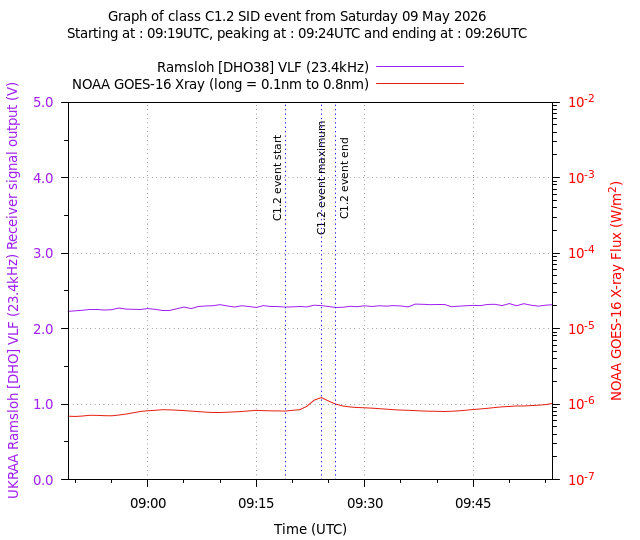 Graph of class C1.2 SID event from Saturday 09 May 2026
Starting at : 09:19UTC, peaking at : 09:24UTC and ending at : 09:26UTC
Ramsloh [DHO38] VLF (23.4kHz)
NOAA GOES-16 Xray (long = 0.1nm to 0.8nm)
UKRAA Ramsloh [DHO] VLF (23.4kHz) Receiver signal output (V)
5.0
4.0
3.0
2.0
1.0
0.0
C1.2 event start
C1.2 event maximum
C1.2 event end
10^-2
10^-3
10^-4
10^-5
10^-6
10^-7
NOAA GOES-16 X-ray Flux (W/m²)
09:00
09:15
09:30
09:45
Time (UTC)